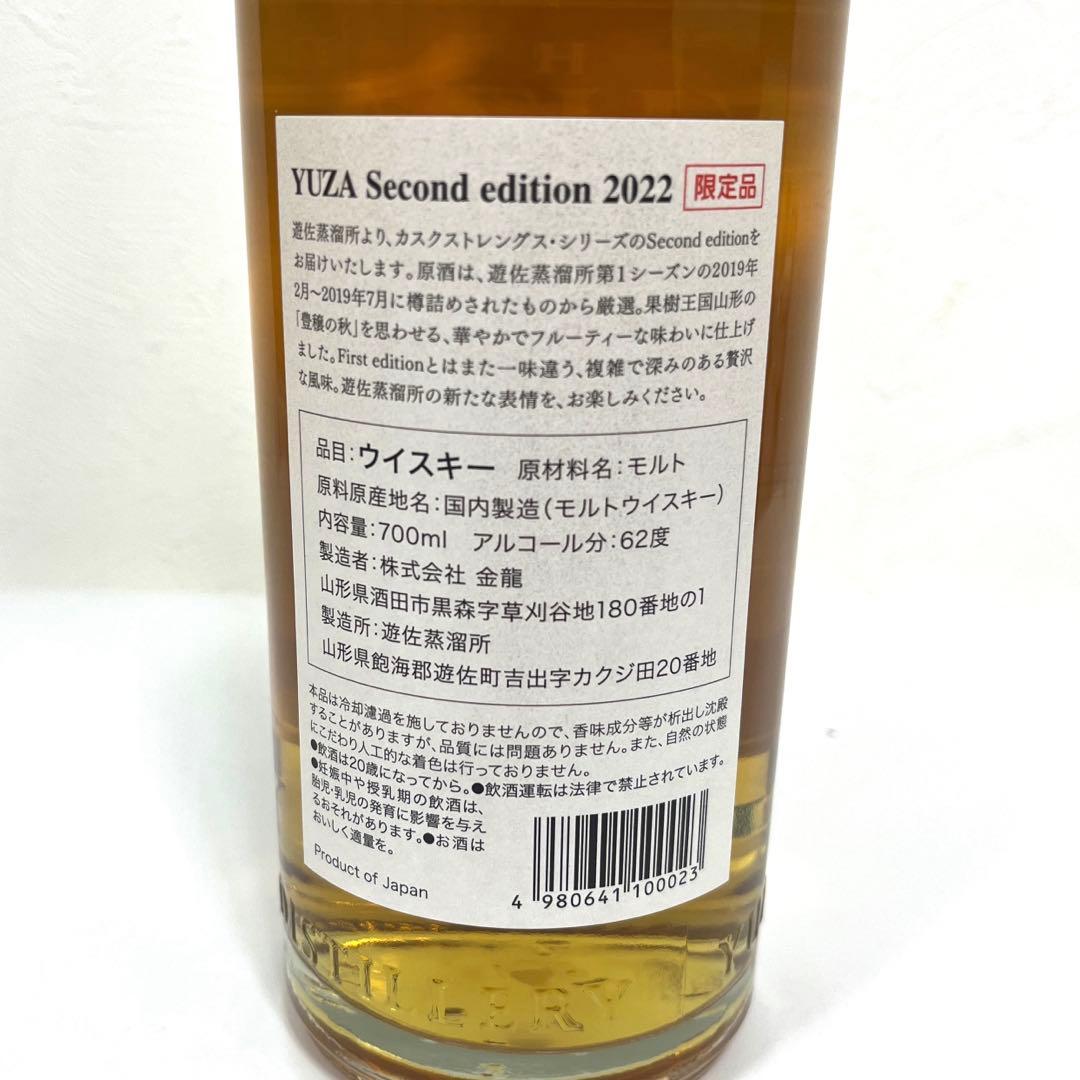 YUZA Second edition 2022 限定品
遊佐蒸溜所より、カスクストレングス・シリーズのSecond editionを
お届けいたします。原酒は、遊佐蒸溜所第1シーズンの2019年
2月〜2019年7月に樽詰めされたものから厳選。果樹王国山形の
「豊穣の秋」を思わせる、華やかでフルーティーな味わいに仕上げ
ました。First editionとはまた一味違う、複雑で深みのある贅沢
な風味。遊佐蒸溜所の新たな表情を、お楽しみください。
品目：ウイスキー 原材料名：モルト
原料原産地名：国内製造（モルトウイスキー）
内容量：700ml アルコール分：62度
製造者：株式会社 金龍
山形県酒田市黒森字草刈谷地180番地の1
製造所：遊佐蒸溜所
山形県飽海郡遊佐町吉出字カクジ田20番地
本品は冷却濾過を施しておりませんので、香味成分等が析出し沈殿
することがありますが、品質には問題ありません。また、自然の状態
にこだわり人工的な着色は行っておりません。
●飲酒は20歳になってから。●飲酒運転は法律で禁止されています。
●妊娠中や授乳期の飲酒は、
胎児・乳児の発育に影響を与え
るおそれがあります。●お酒は
おいしく適量を。
Product of Japan
4 980641 100023
DISTILLERY